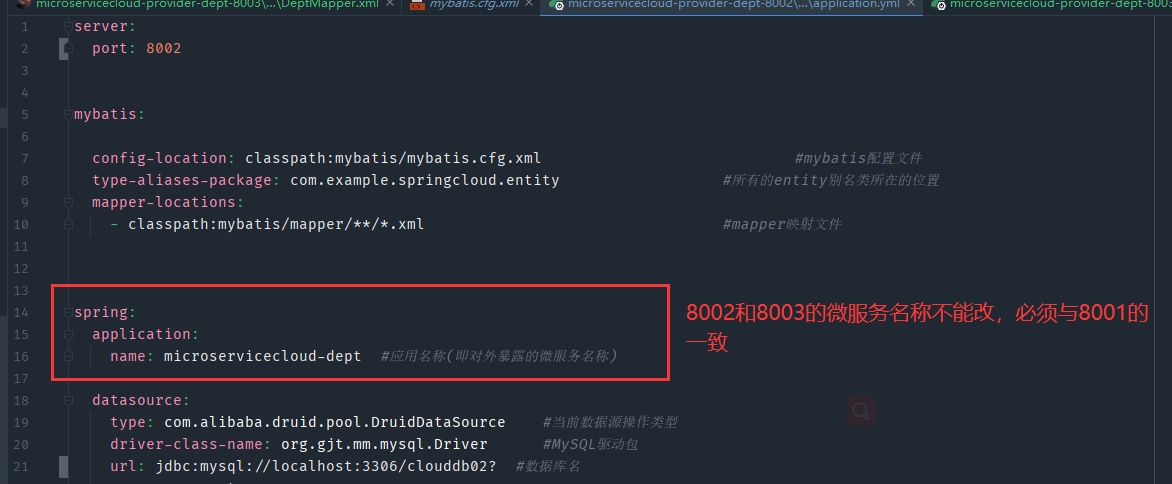 microservicecloud-provider-dept-8003\...\DeptMapper.xml × mybatis.cfg.xml × microservicecloud-provider-dept-8002\...\application.yml × microservicecloud-provider-dept-8003
1 server:
2 port: 8002
3
4
5 mybatis:
6
7 config-location: classpath:mybatis/mybatis.cfg.xml #mybatis配置文件
8 type-aliases-package: com.example.springcloud.entity #所有的entity别名类所在的位置
9 mapper-locations:
10 - classpath:mybatis/mapper/**/*.xml #mapper映射文件
11
12
13
14 spring:
15 application:
16 name: microservicecloud-dept #应用名称(即对外暴露的微服务名称)
8002和8003的微服务名称不能改，必须与8001的
一致
17
18 datasource:
19 type: com.alibaba.druid.pool.DruidDataSource #当前数据源操作类型
20 driver-class-name: org.gjt.mm.mysql.Driver #MySQL驱动包
21 url: jdbc:mysql://localhost:3306/clouddb02? #数据库名